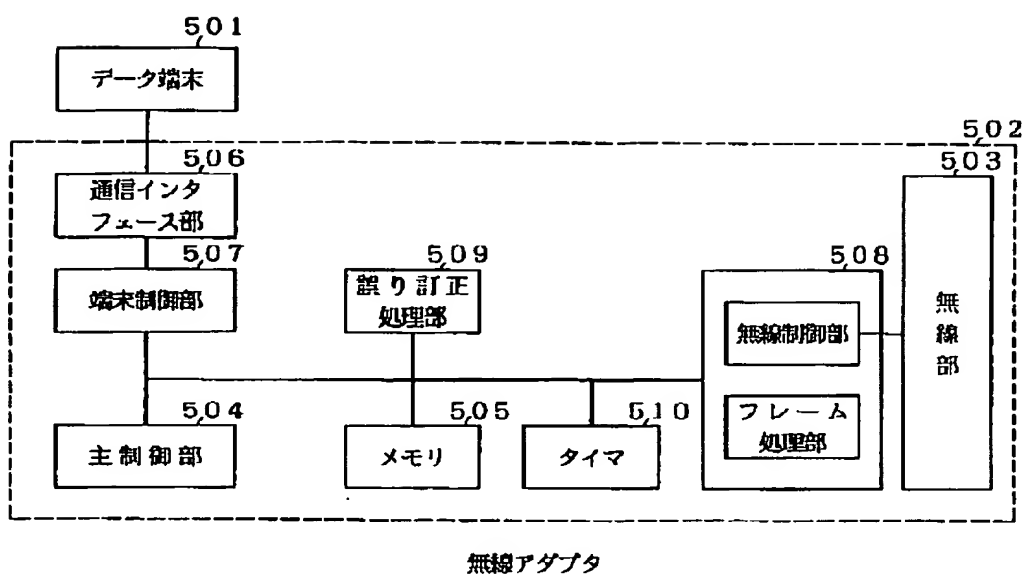 501
データ端末
502
506
503
通信インタ
フェース部
507
509
508
端末制御部
誤り訂正
処理部
無線制御部
無線部
504
505
510
主制御部
メモリ
タイマ
フレーム
処理部
無線アダプタ